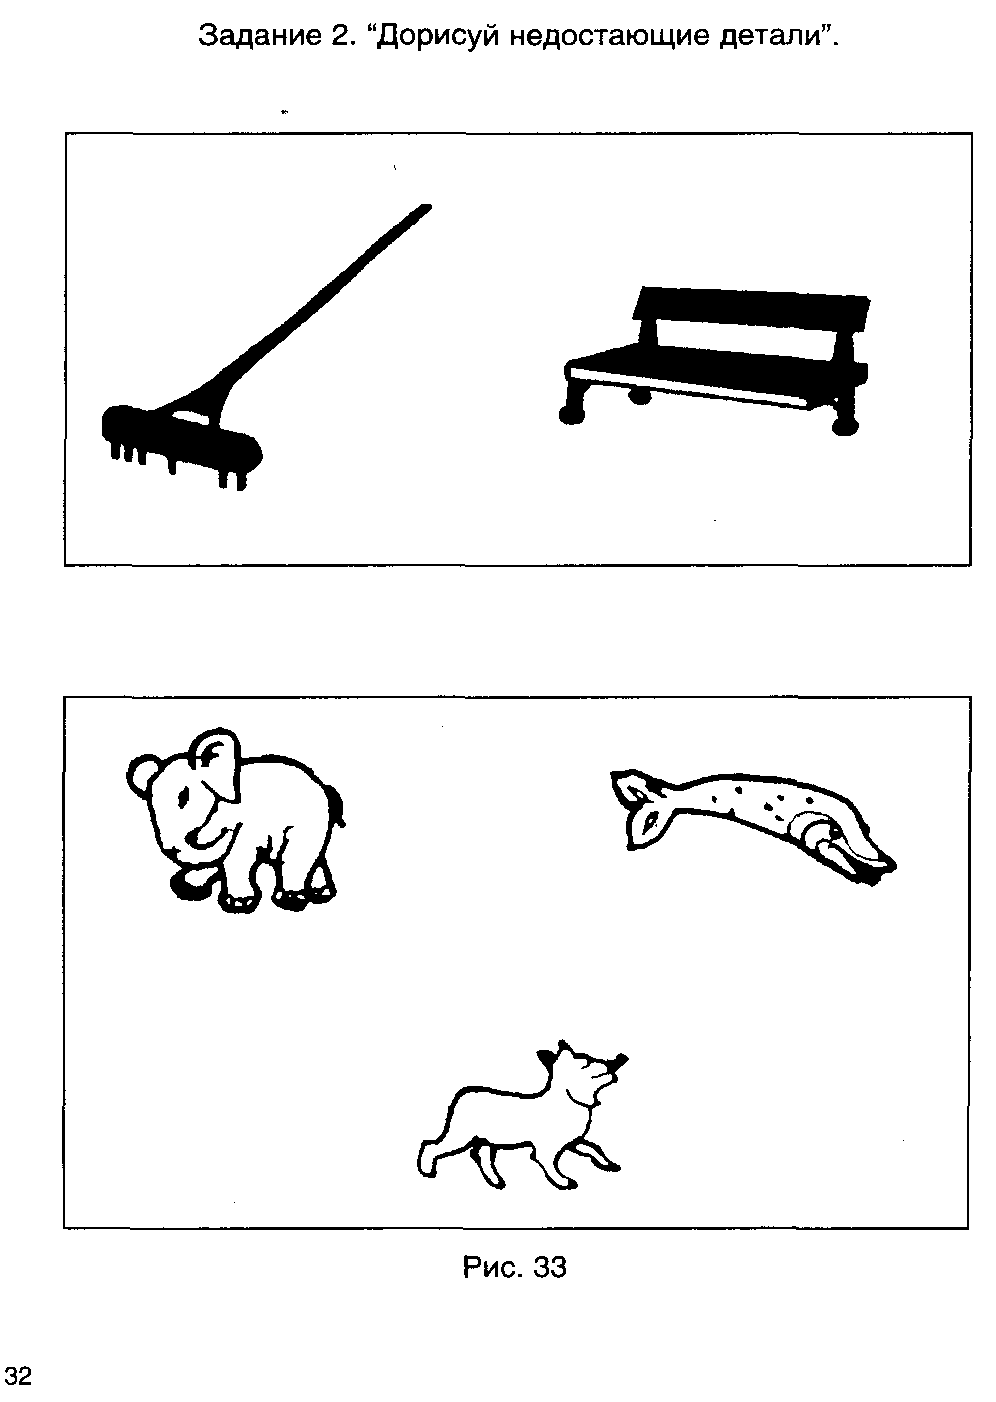 Задание 2. “Дорисуй недостающие детали”.
Рис. 33
32